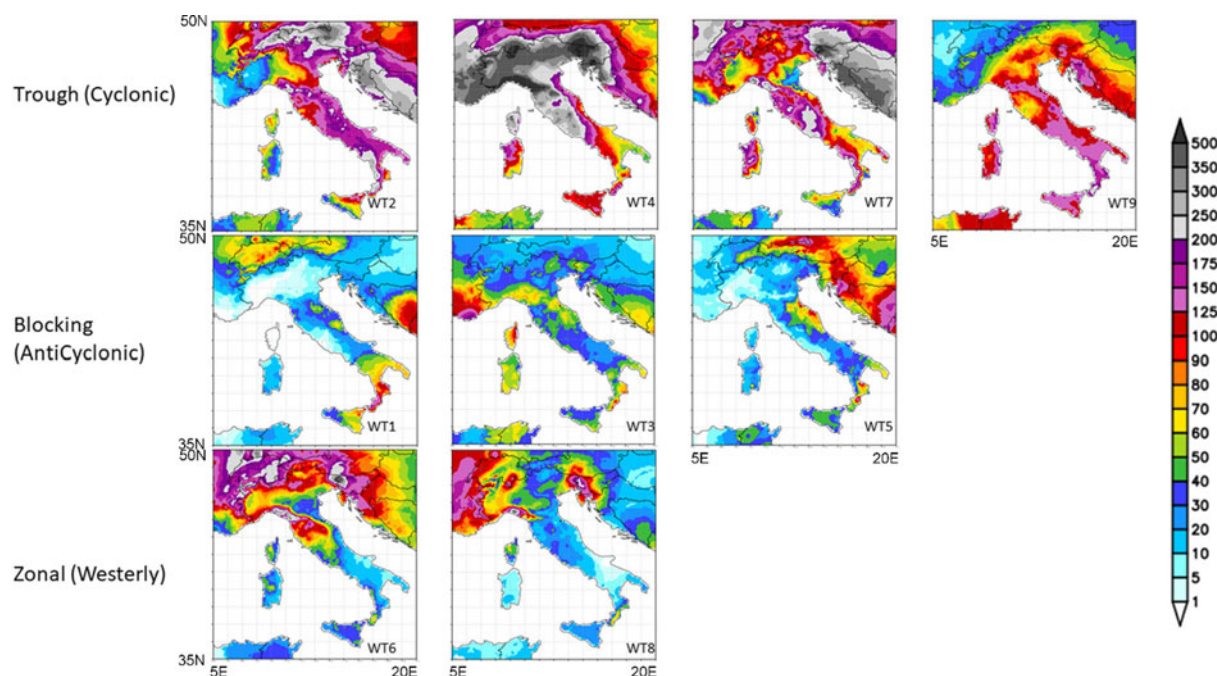 50N
Trough (Cyclonic)
WT2
WT4
WT7
WT9
35N
5E
20E
50N
Blocking
(AntiCyclonic)
WT1
WT3
WT5
35N
5E
20E
50N
Zonal (Westerly)
WT6
WT8
35N
5E
20E
5E
20E
500
350
300
250
200
175
150
125
100
90
80
70
60
50
40
30
20
10
5
1